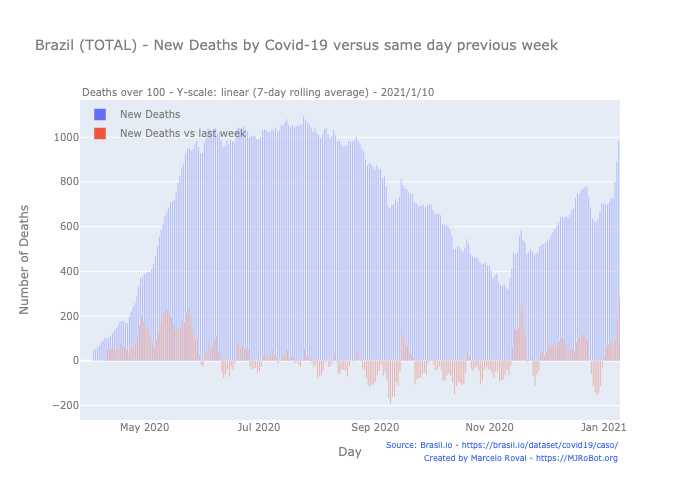 Brazil (TOTAL) - New Deaths by Covid-19 versus same day previous week
Deaths over 100 - Y-scale: linear (7-day rolling average) - 2021/1/10
New Deaths
New Deaths vs last week
1000
800
600
400
200
0
−200
Number of Deaths
May 2020
Jul 2020
Sep 2020
Nov 2020
Jan 2021
Day
Source: Brasil.io - https://brasil.io/dataset/covid19/caso/
Created by Marcelo Rovai - https://MJRoBot.org